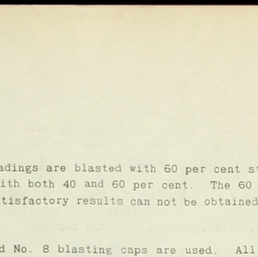 adings are blasted with 60 per cent st
ith both 40 and 60 per cent. The 60
tisfactory results can not be obtained
d No. 8 blasting caps are used. All